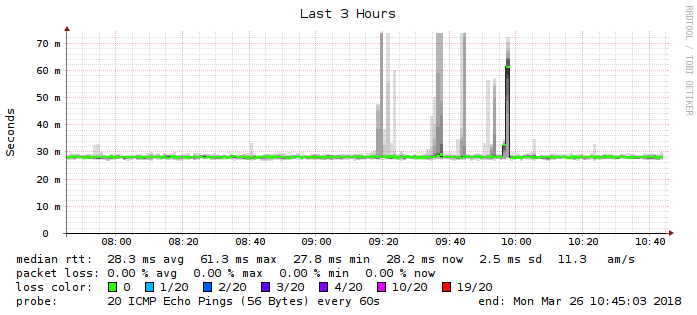 Last 3 Hours
RRDTOOL / TOBI OETIKER
Seconds
70 m
60 m
50 m
40 m
30 m
20 m
10 m
0
08:00 08:20 08:40 09:00 09:20 09:40 10:00 10:20 10:40
median rtt: 28.3 ms avg 61.3 ms max 27.8 ms min 28.2 ms now 2.5 ms sd 11.3 am/s
packet loss: 0.00 % avg 0.00 % max 0.00 % min 0.00 % now
loss color: 0 1/20 2/20 3/20 4/20 10/20 19/20
probe: 20 ICMP Echo Pings (56 Bytes) every 60s end: Mon Mar 26 10:45:03 2018